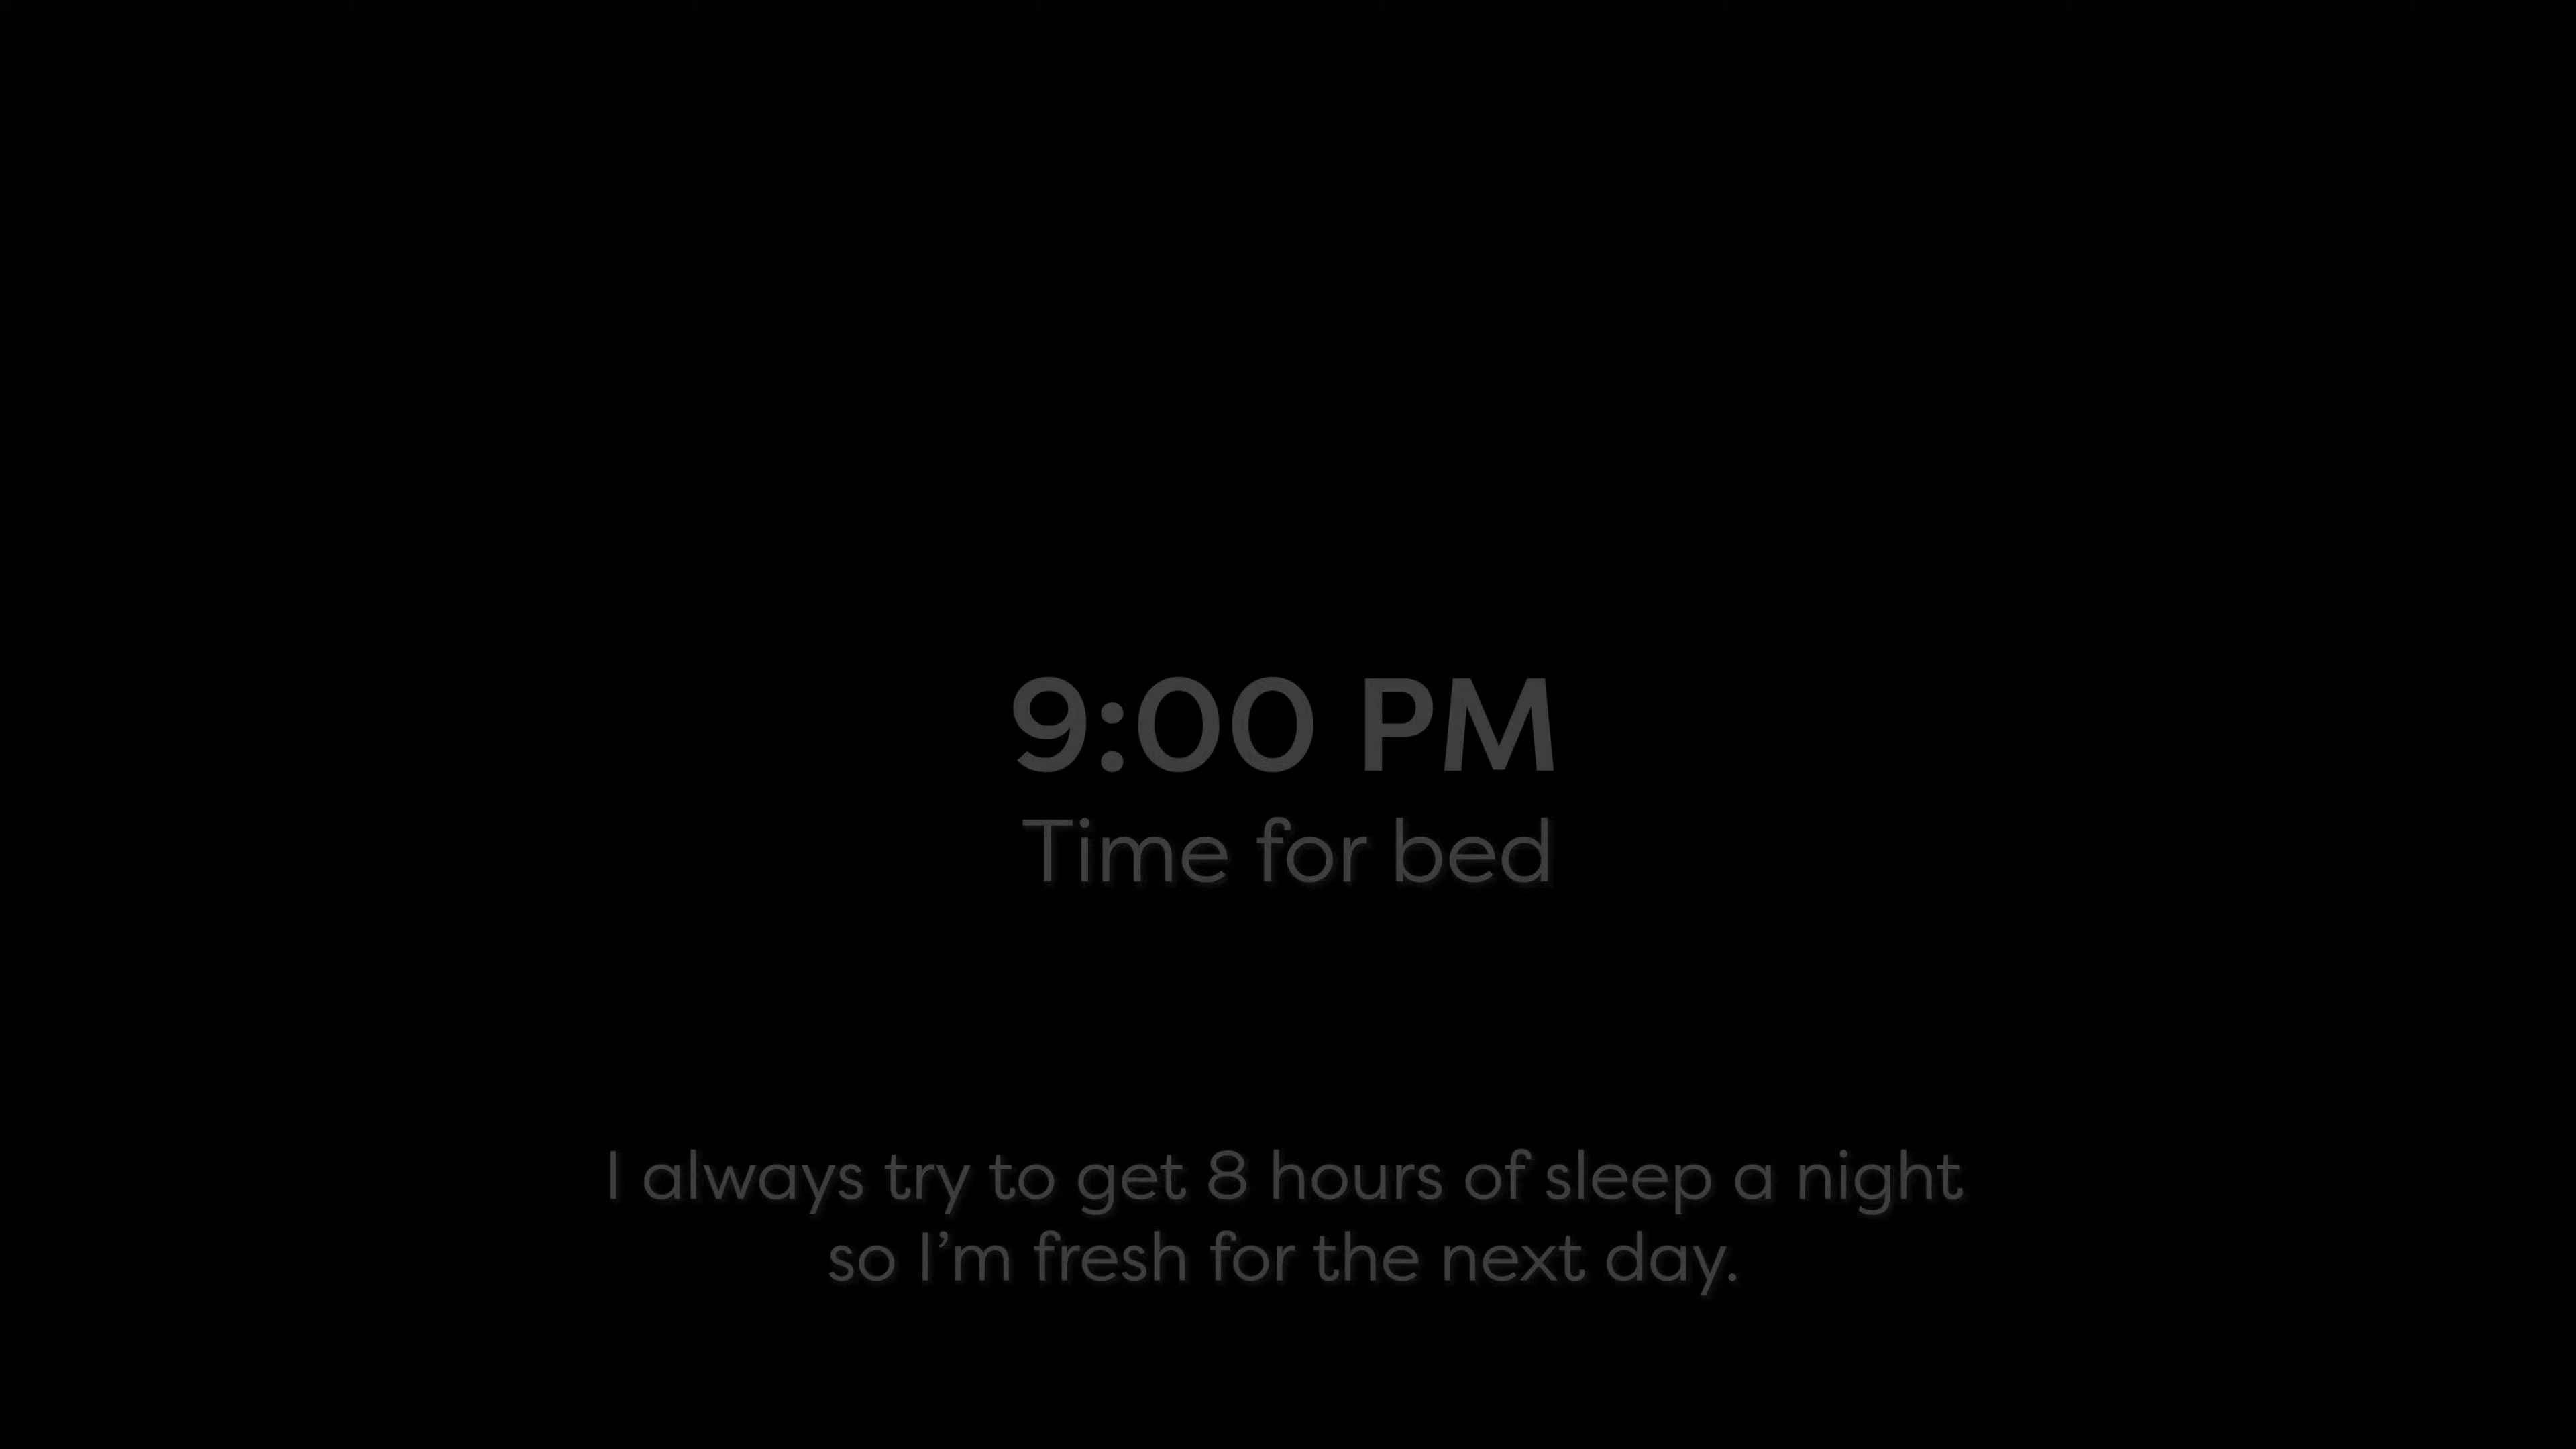 9:00 PM
Time for bed
I always try to get 8 hours of sleep a night
so I’m fresh for the next day.